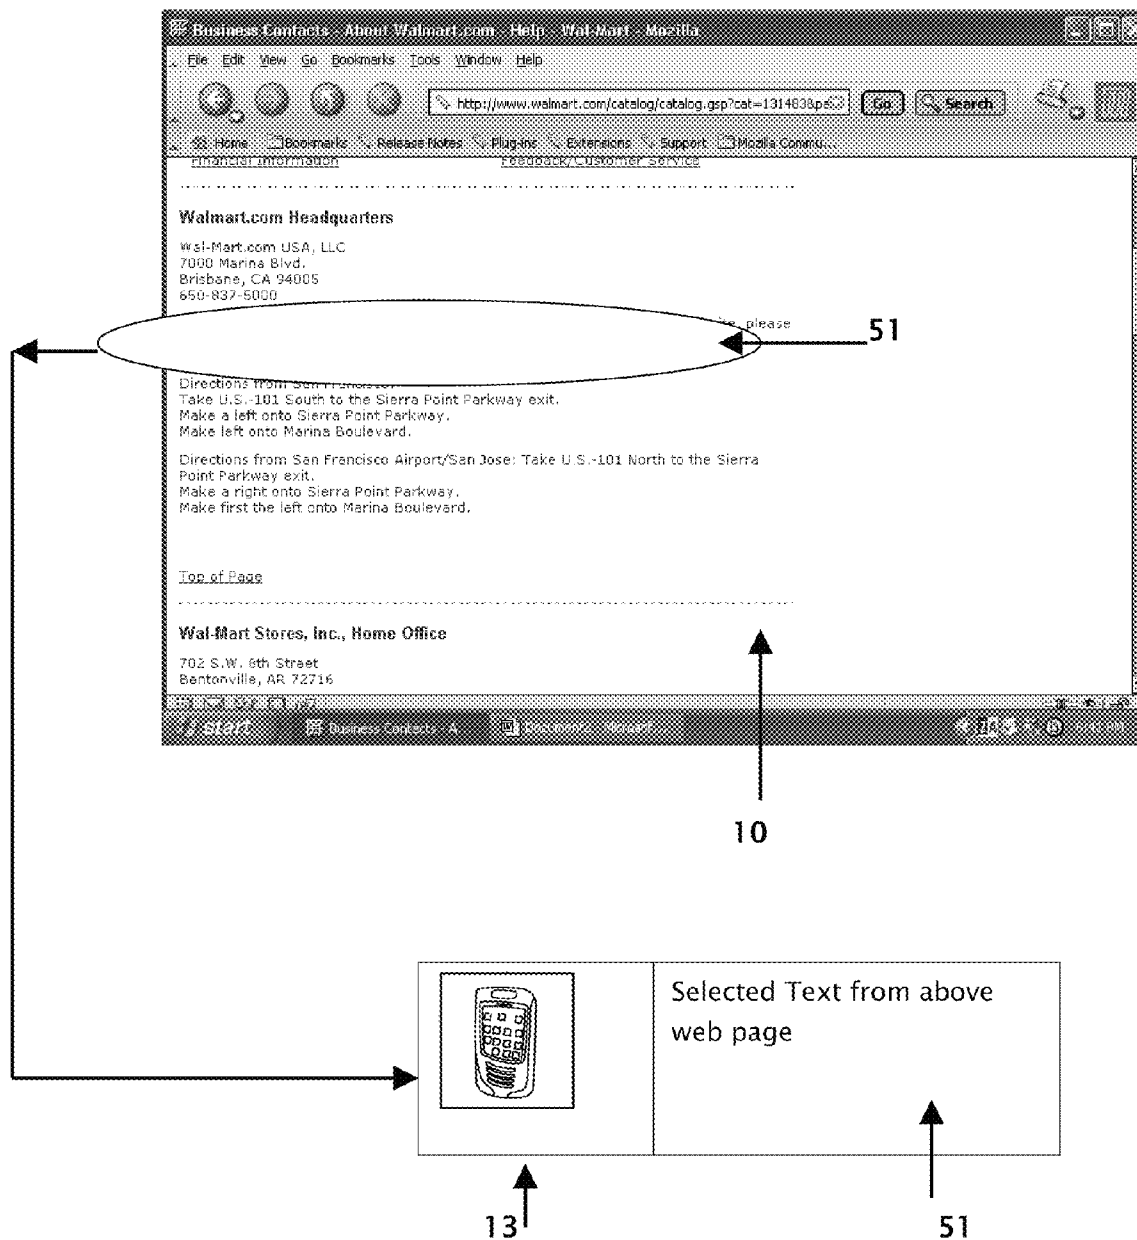 Business Contacts - About Walmart.com - Help - Wal-Mart - Mozilla
File Edit View Go Bookmarks Tools Window Help
http://www.walmart.com/catalog/catalog.gsp?cat=131483&pa Go Search
Home Bookmarks Release Notes Plug-ins Extensions Support Mozilla Commu...
Financial Information Feedback/Customer Service
Walmart.com Headquarters
Wal-Mart.com USA, LLC
7000 Marina Blvd.
Brisbane, CA 94005
650-837-5000
please
51
Directions from San
Take U.S.-101 South to the Sierra Point Parkway exit.
Make a left onto Sierra Point Parkway.
Make left onto Marina Boulevard.
Directions from San Francisco Airport/San Jose: Take U.S.-101 North to the Sierra
Point Parkway exit.
Make a right onto Sierra Point Parkway.
Make first the left onto Marina Boulevard.
Top of Page
Wal-Mart Stores, Inc., Home Office
702 S.W. 8th Street
Bentonville, AR 72716
start Business Contacts - A...
10
Selected Text from above
web page
13
51